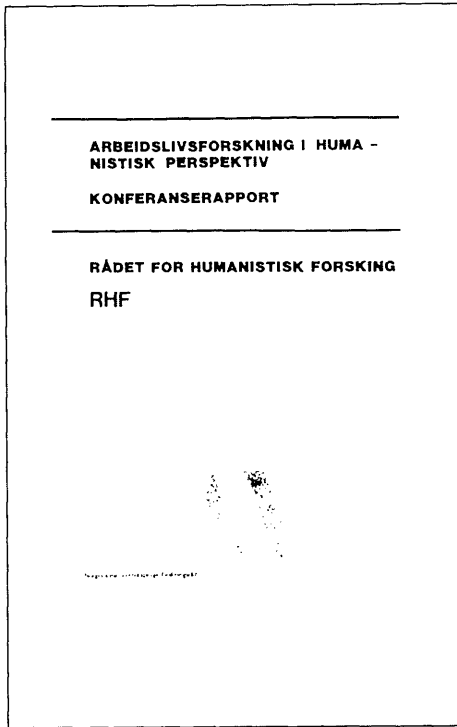 ARBEIDSLIVSFORSKNING I HUMA –
NISTISK PERSPEKTIV
KONFERANSERAPPORT
RÅDET FOR HUMANISTISK FORSKING
RHF